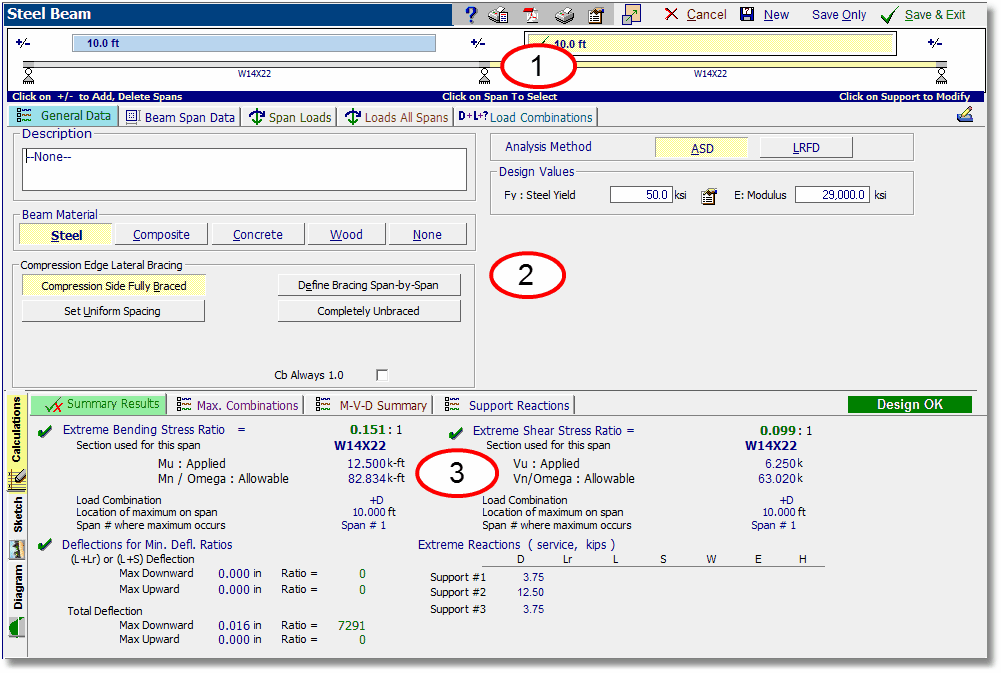 Steel Beam
? Cancel New Save Only Save & Exit
+/- 10.0 ft +/- 10.0 ft +/-
1
W14X22 W14X22
Click on +/- to Add, Delete Spans Click on Span To Select Click on Support to Modify
General Data Beam Span Data Span Loads Loads All Spans D+L+? Load Combinations
Description
--None--
Analysis Method ASD LRFD
Design Values
Fy : Steel Yield 50.0 ksi E: Modulus 29,000.0 ksi
Beam Material
Steel Composite Concrete Wood None
Compression Edge Lateral Bracing
Compression Side Fully Braced Define Bracing Span-by-Span
Set Uniform Spacing Completely Unbraced
2
Cb Always 1.0
Calculations
Sketch
Diagram
Summary Results Max. Combinations M-V-D Summary Support Reactions Design OK
Extreme Bending Stress Ratio = 0.151 : 1 Extreme Shear Stress Ratio = 0.099 : 1
Section used for this span W14X22 Section used for this span W14X22
Mu : Applied 12.500 k-ft Vu : Applied 6.250 k
Mn / Omega : Allowable 82.834 k-ft Vn/Omega : Allowable 63.020 k
3
Load Combination +D Load Combination +D
Location of maximum on span 10.000 ft Location of maximum on span 10.000 ft
Span # where maximum occurs Span # 1 Span # where maximum occurs Span # 1
Deflections for Min. Defl. Ratios Extreme Reactions ( service, kips )
(L+Lr) or (L+S) Deflection D Lr L S W E H
Max Downward 0.000 in Ratio = 0 Support #1 3.75
Max Upward 0.000 in Ratio = 0 Support #2 12.50
Total Deflection Support #3 3.75
Max Downward 0.016 in Ratio = 7291
Max Upward 0.000 in Ratio = 0